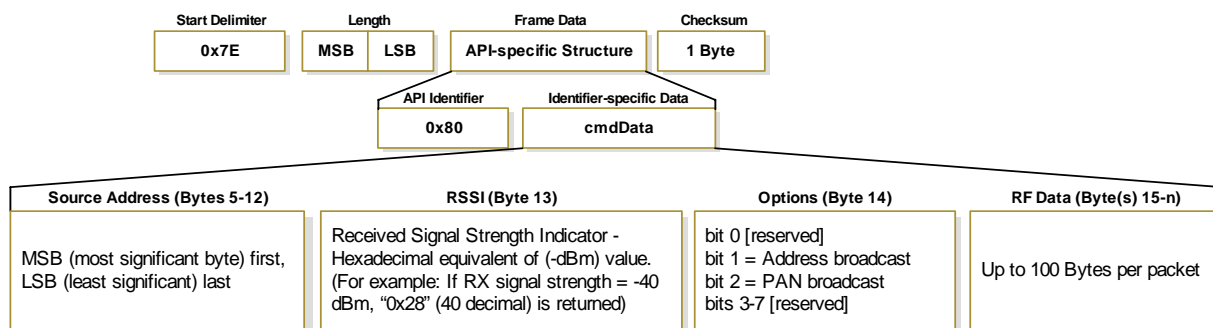 Start Delimiter Length Frame Data Checksum
0x7E MSB LSB API-specific Structure 1 Byte
API Identifier Identifier-specific Data
0x80 cmdData
Source Address (Bytes 5-12)
MSB (most significant byte) first,
LSB (least significant) last
RSSI (Byte 13)
Received Signal Strength Indicator -
Hexadecimal equivalent of (-dBm) value.
(For example: If RX signal strength = -40
dBm, “0x28” (40 decimal) is returned)
Options (Byte 14)
bit 0 [reserved]
bit 1 = Address broadcast
bit 2 = PAN broadcast
bits 3-7 [reserved]
RF Data (Byte(s) 15-n)
Up to 100 Bytes per packet